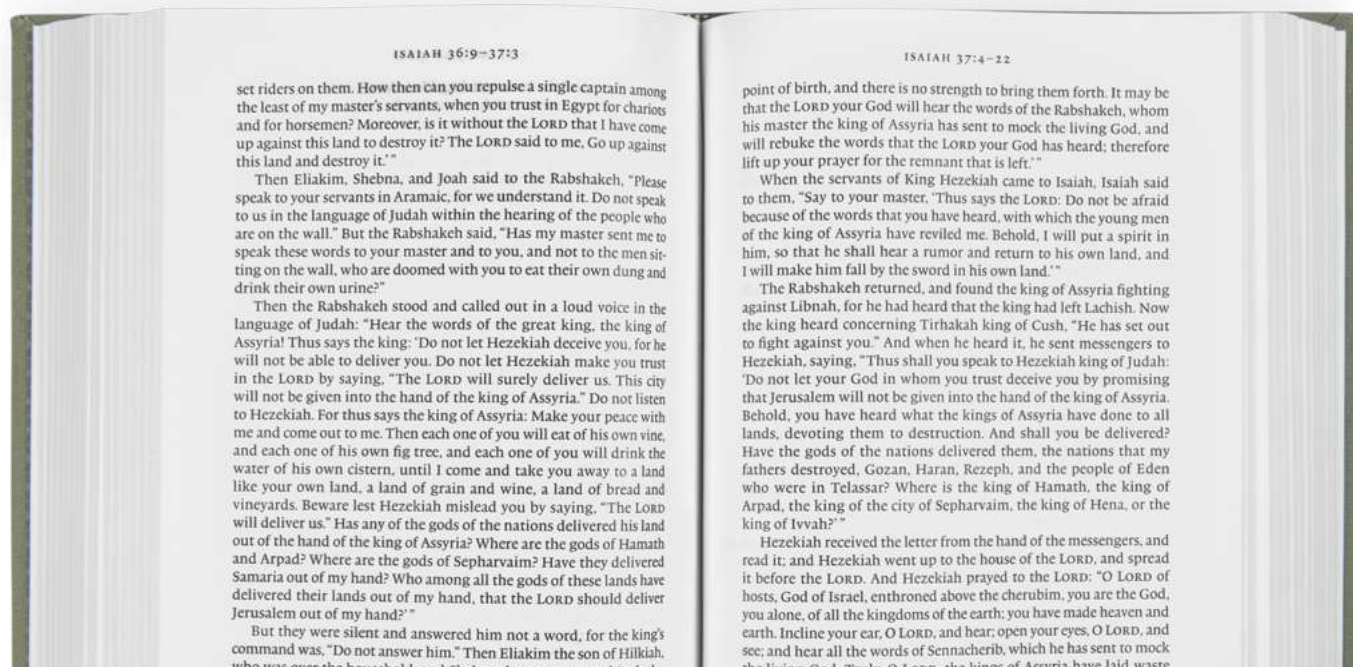 ISAIAH 36:9–37:3
set riders on them. How then can you repulse a single captain among
the least of my master's servants, when you trust in Egypt for chariots
and for horsemen? Moreover, is it without the LORD that I have come
up against this land to destroy it? The LORD said to me, Go up against
this land and destroy it.'"
Then Eliakim, Shebna, and Joah said to the Rabshakeh, "Please
speak to your servants in Aramaic, for we understand it. Do not speak
to us in the language of Judah within the hearing of the people who
are on the wall." But the Rabshakeh said, "Has my master sent me to
speak these words to your master and to you, and not to the men sit-
ting on the wall, who are doomed with you to eat their own dung and
drink their own urine?"
Then the Rabshakeh stood and called out in a loud voice in the
language of Judah: "Hear the words of the great king, the king of
Assyria! Thus says the king: 'Do not let Hezekiah deceive you, for he
will not be able to deliver you. Do not let Hezekiah make you trust
in the LORD by saying, "The LORD will surely deliver us. This city
will not be given into the hand of the king of Assyria." Do not listen
to Hezekiah. For thus says the king of Assyria: Make your peace with
me and come out to me. Then each one of you will eat of his own vine,
and each one of his own fig tree, and each one of you will drink the
water of his own cistern, until I come and take you away to a land
like your own land, a land of grain and wine, a land of bread and
vineyards. Beware lest Hezekiah mislead you by saying, "The LORD
will deliver us." Has any of the gods of the nations delivered his land
out of the hand of the king of Assyria? Where are the gods of Hamath
and Arpad? Where are the gods of Sepharvaim? Have they delivered
Samaria out of my hand? Who among all the gods of these lands have
delivered their lands out of my hand, that the LORD should deliver
Jerusalem out of my hand?'"
But they were silent and answered him not a word, for the king's
command was, "Do not answer him." Then Eliakim the son of Hilkiah,
who was over the household
ISAIAH 37:4–22
point of birth, and there is no strength to bring them forth. It may be
that the LORD your God will hear the words of the Rabshakeh, whom
his master the king of Assyria has sent to mock the living God, and
will rebuke the words that the LORD your God has heard; therefore
lift up your prayer for the remnant that is left.'"
When the servants of King Hezekiah came to Isaiah, Isaiah said
to them, "Say to your master, 'Thus says the LORD: Do not be afraid
because of the words that you have heard, with which the young men
of the king of Assyria have reviled me. Behold, I will put a spirit in
him, so that he shall hear a rumor and return to his own land, and
I will make him fall by the sword in his own land.'"
The Rabshakeh returned, and found the king of Assyria fighting
against Libnah, for he had heard that the king had left Lachish. Now
the king heard concerning Tirhakah king of Cush, "He has set out
to fight against you." And when he heard it, he sent messengers to
Hezekiah, saying, "Thus shall you speak to Hezekiah king of Judah:
'Do not let your God in whom you trust deceive you by promising
that Jerusalem will not be given into the hand of the king of Assyria.
Behold, you have heard what the kings of Assyria have done to all
lands, devoting them to destruction. And shall you be delivered?
Have the gods of the nations delivered them, the nations that my
fathers destroyed, Gozan, Haran, Rezeph, and the people of Eden
who were in Telassar? Where is the king of Hamath, the king of
Arpad, the king of the city of Sepharvaim, the king of Hena, or the
king of Ivvah?'"
Hezekiah received the letter from the hand of the messengers, and
read it; and Hezekiah went up to the house of the LORD, and spread
it before the LORD. And Hezekiah prayed to the LORD: "O LORD of
hosts, God of Israel, enthroned above the cherubim, you are the God,
you alone, of all the kingdoms of the earth; you have made heaven and
earth. Incline your ear, O LORD, and hear; open your eyes, O LORD, and
see; and hear all the words of Sennacherib, which he has sent to mock
the living God. Truly, O LORD, the kings of Assyria have laid waste